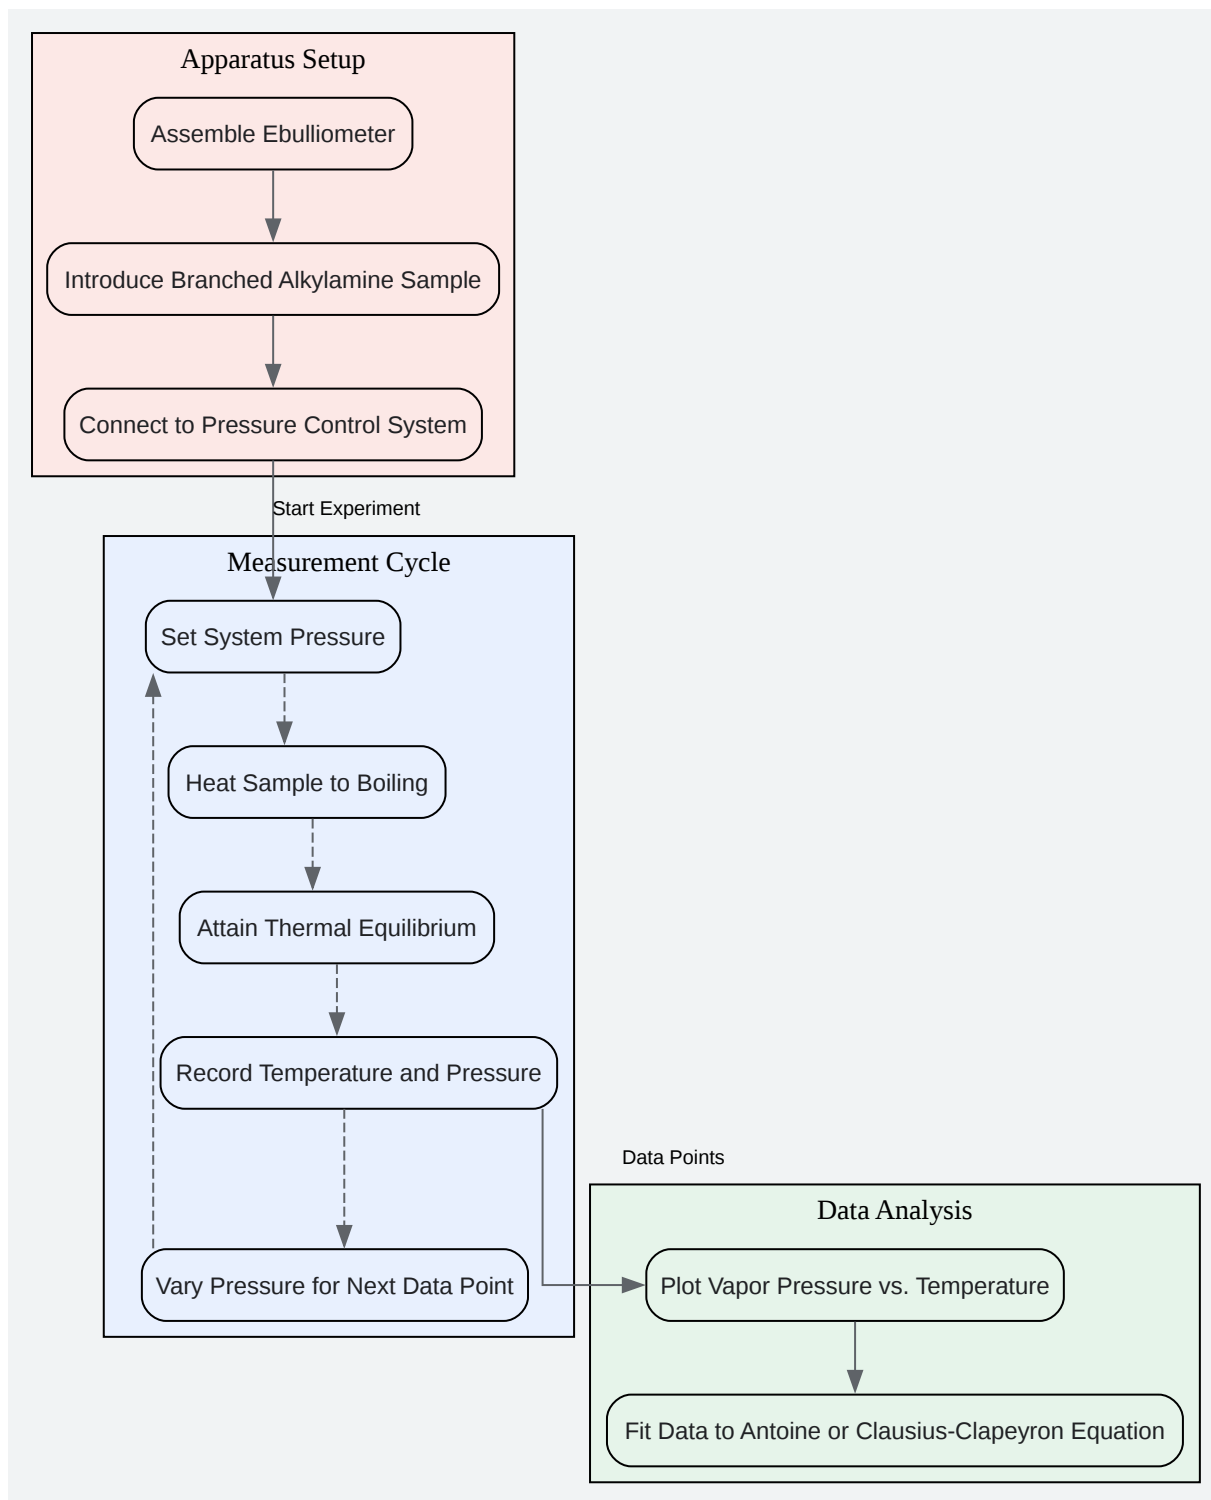 Apparatus Setup
Assemble Ebulliometer
Introduce Branched Alkylamine Sample
Connect to Pressure Control System
Start Experiment
Measurement Cycle
Set System Pressure
Heat Sample to Boiling
Attain Thermal Equilibrium
Record Temperature and Pressure
Vary Pressure for Next Data Point
Data Points
Data Analysis
Plot Vapor Pressure vs. Temperature
Fit Data to Antoine or Clausius-Clapeyron Equation